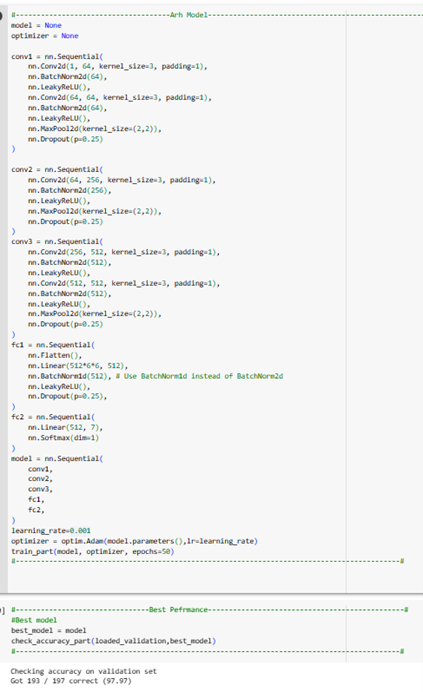 #--------------------------------------Arh Model------------------------------------------------------
model = None
optimizer = None
conv1 = nn.Sequential(
    nn.Conv2d(1, 64, kernel_size=3, padding=1),
    nn.BatchNorm2d(64),
    nn.LeakyReLU(),
    nn.Conv2d(64, 64, kernel_size=3, padding=1),
    nn.BatchNorm2d(64),
    nn.LeakyReLU(),
    nn.MaxPool2d(kernel_size=(2,2)),
    nn.Dropout(p=0.25)
)
conv2 = nn.Sequential(
    nn.Conv2d(64, 256, kernel_size=3, padding=1),
    nn.BatchNorm2d(256),
    nn.LeakyReLU(),
    nn.MaxPool2d(kernel_size=(2,2)),
    nn.Dropout(p=0.25)
)
conv3 = nn.Sequential(
    nn.Conv2d(256, 512, kernel_size=3, padding=1),
    nn.BatchNorm2d(512),
    nn.LeakyReLU(),
    nn.Conv2d(512, 512, kernel_size=3, padding=1),
    nn.BatchNorm2d(512),
    nn.LeakyReLU(),
    nn.MaxPool2d(kernel_size=(2,2)),
    nn.Dropout(p=0.25)
)
fc1 = nn.Sequential(
    nn.Flatten(),
    nn.Linear(512*6*6, 512),
    nn.BatchNorm1d(512), # Use BatchNorm1d instead of BatchNorm2d
    nn.LeakyReLU(),
    nn.Dropout(p=0.25),
)
fc2 = nn.Sequential(
    nn.Linear(512, 7),
    nn.Softmax(dim=1)
)
model = nn.Sequential(
    conv1,
    conv2,
    conv3,
    fc1,
    fc2,
)
learning_rate=0.001
optimizer = optim.Adam(model.parameters(),lr=learning_rate)
train_part(model, optimizer, epochs=50)
#----------------------------------------------------------------------------------------------#
#---------------------------------Best Pefrmance------------------------------------------------#
#Best model
best_model = model
check_accuracy_part(loaded_validation,best_model)
#-----------------------------------------------------------------------------------------------#
Checking accuracy on validation set
Got 193 / 197 correct (97.97)